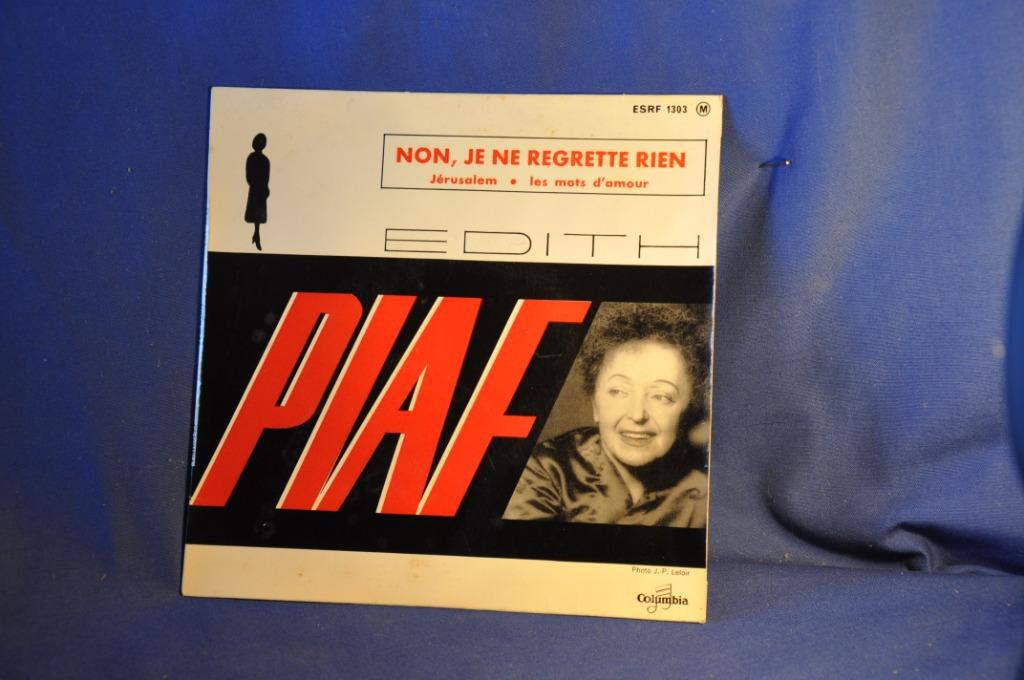 ESRF 1303 M
NON, JE NE REGRETTE RIEN
Jérusalem • les mots d'amour
EDITH
PIAF
Photo J.-P. Leloir
Columbia